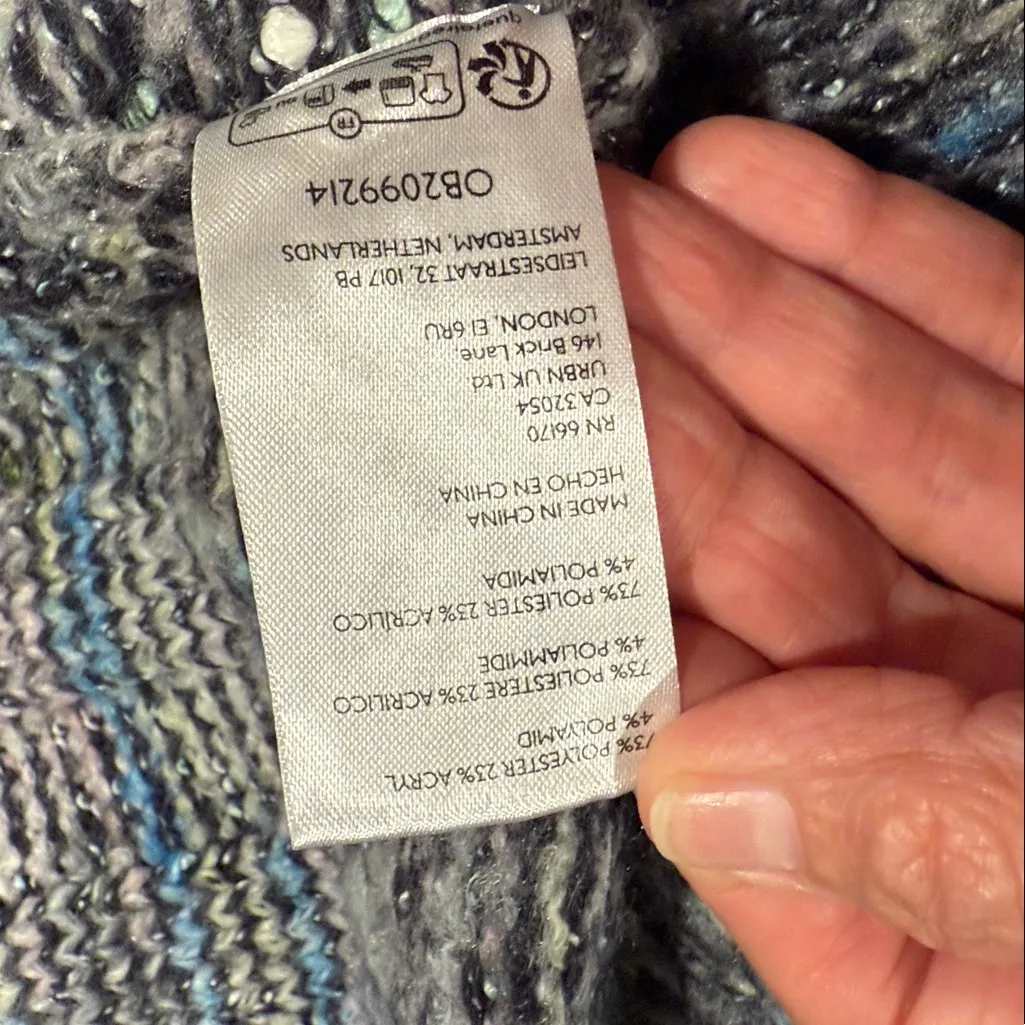 73% POLYESTER 23% ACRYL
4% POLYAMID
73% POLIESTERE 23% ACRILICO
4% POLIAMMIDE
73% POLIESTER 23% ACRÍLICO
4% POLIAMIDA
MADE IN CHINA
HECHO EN CHINA
RN 66170
CA 32054
URBN UK Ltd
146 Brick Lane,
LONDON, E1 6RU
LEIDSESTRAAT 32, 1017 PB
AMSTERDAM, NETHERLANDS
OB2099214
FR